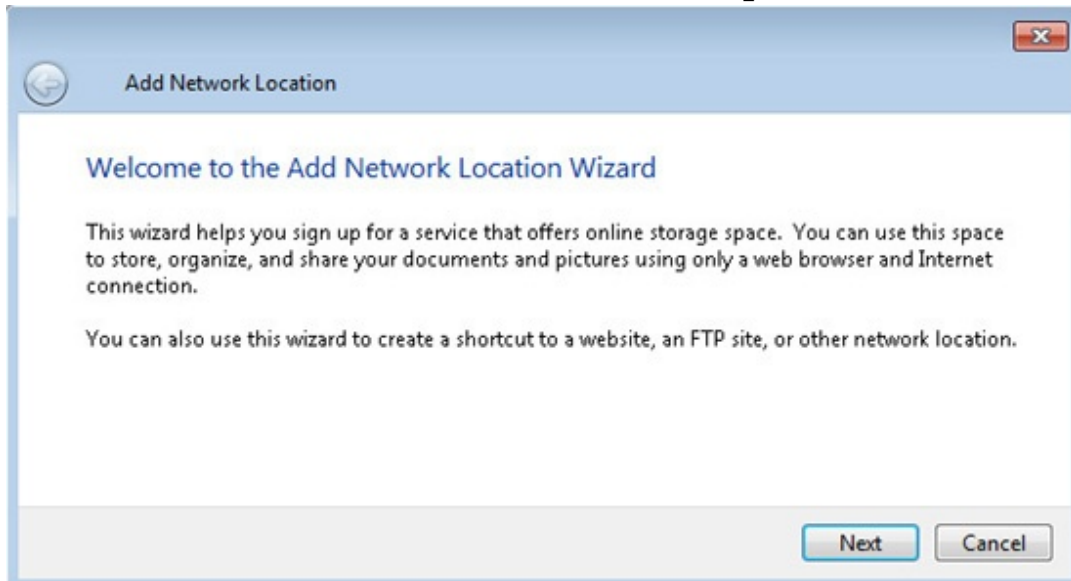 Add Network Location
Welcome to the Add Network Location Wizard
This wizard helps you sign up for a service that offers online storage space.  You can use this space
to store, organize, and share your documents and pictures using only a web browser and Internet
connection.
You can also use this wizard to create a shortcut to a website, an FTP site, or other network location.
Next
Cancel